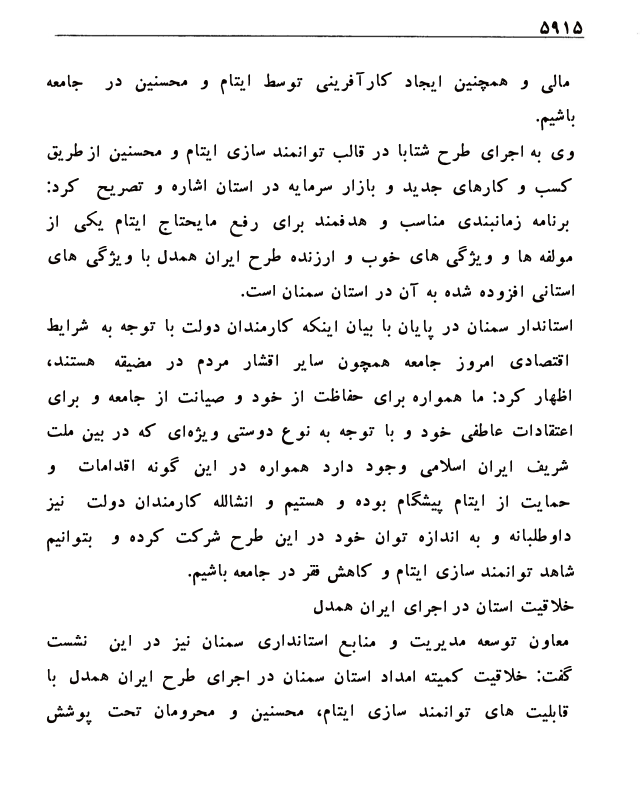 ۵۹۱۵
مالی و همچنین ایجاد کارآفرینی توسط ایتام و محسنین در جامعه
باشیم.
وی به اجرای طرح شتابا در قالب توانمند سازی ایتام و محسنین از طریق
کسب و کارهای جدید و بازار سرمایه در استان اشاره و تصریح کرد:
برنامه زمانبندی مناسب و هدفمند برای رفع مایحتاج ایتام یکی از
مولفه ها و ویژگی های خوب و ارزنده طرح ایران همدل با ویژگی های
استانی افزوده شده به آن در استان سمنان است.
استاندار سمنان در پایان با بیان اینکه کارمندان دولت با توجه به شرایط
اقتصادی امروز جامعه همچون سایر اقشار مردم در مضیقه هستند،
اظهار کرد: ما همواره برای حفاظت از خود و صیانت از جامعه و برای
اعتقادات عاطفی خود و با توجه به نوع دوستی ویژه‌ای که در بین ملت
شریف ایران اسلامی وجود دارد همواره در این گونه اقدامات و
حمایت از ایتام پیشگام بوده و هستیم و انشالله کارمندان دولت نیز
داوطلبانه و به اندازه توان خود در این طرح شرکت کرده و بتوانیم
شاهد توانمند سازی ایتام و کاهش فقر در جامعه باشیم.
خلاقیت استان در اجرای ایران همدل
معاون توسعه مدیریت و منابع استانداری سمنان نیز در این نشست
گفت: خلاقیت کمیته امداد استان سمنان در اجرای طرح ایران همدل با
قابلیت های توانمند سازی ایتام، محسنین و محرومان تحت پوشش